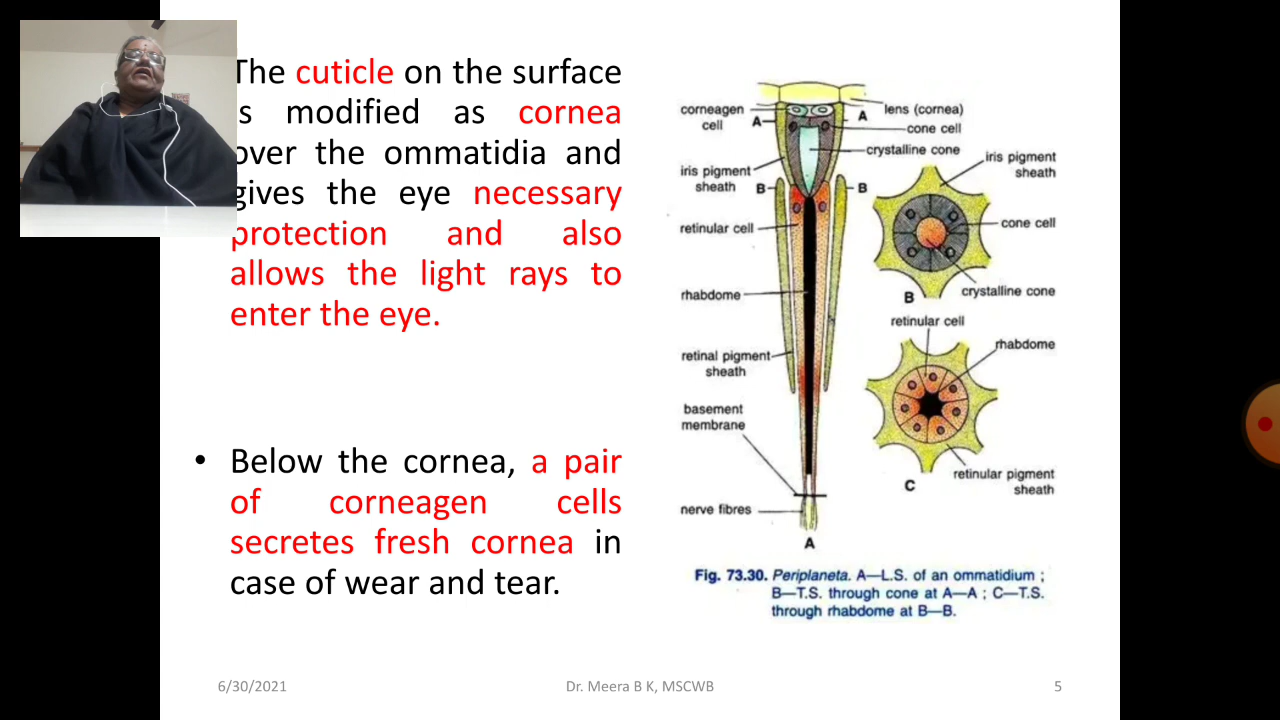 The cuticle on the surface
is modified as cornea
over the ommatidia and
gives the eye necessary
protection and also
allows the light rays to
enter the eye.
• Below the cornea, a pair
of corneagen cells
secretes fresh cornea in
case of wear and tear.
corneagen
cell
A
A
lens (cornea)
cone cell
crystalline cone
iris pigment
sheath
B
B
retinular cell
rhabdome
retinal pigment
sheath
basement
membrane
nerve fibres
A
iris pigment
sheath
cone cell
crystalline cone
B
retinular cell
rhabdome
retinular pigment
sheath
C
Fig. 73.30. Periplaneta. A—L.S. of an ommatidium ;
B—T.S. through cone at A—A ; C—T.S.
through rhabdome at B—B.
6/30/2021
Dr. Meera B K, MSCWB
5